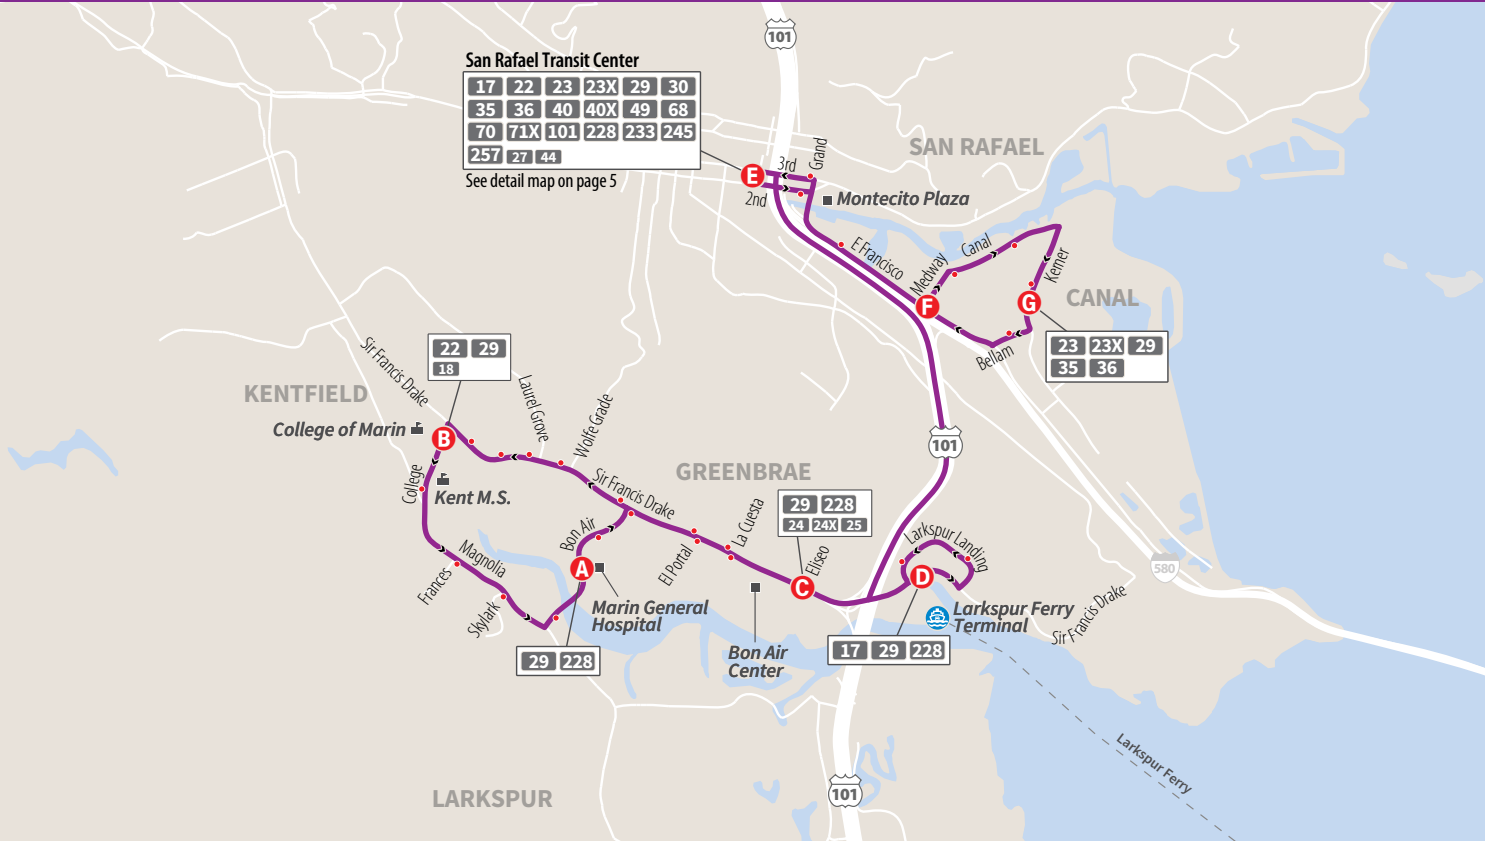 101
San Rafael Transit Center
17 22 23 23X 29 30
35 36 40 40X 49 68
70 71X 101 228 233 245
257 27 44
See detail map on page 5
SAN RAFAEL
E
3rd
Grand
2nd
Montecito Plaza
E Francisco
Medway
Canal
Kerner
F
G
CANAL
Bellam
23 23X 29
35 36
22 29
18
Sir Francis Drake
KENTFIELD
College of Marin
B
Laurel Grove
Wolfe Grade
College
Kent M.S.
GREENBRAE
101
Sir Francis Drake
29 228
24 24X 25
La Cuesta
El Portal
Eliseo
C
Bon Air
A
Magnolia
Frances
Skylark
Marin General
Hospital
29 228
Bon Air
Center
Larkspur Landing
D
17 29 228
Larkspur Ferry
Terminal
Sir Francis Drake
580
Larkspur Ferry
LARKSPUR
101